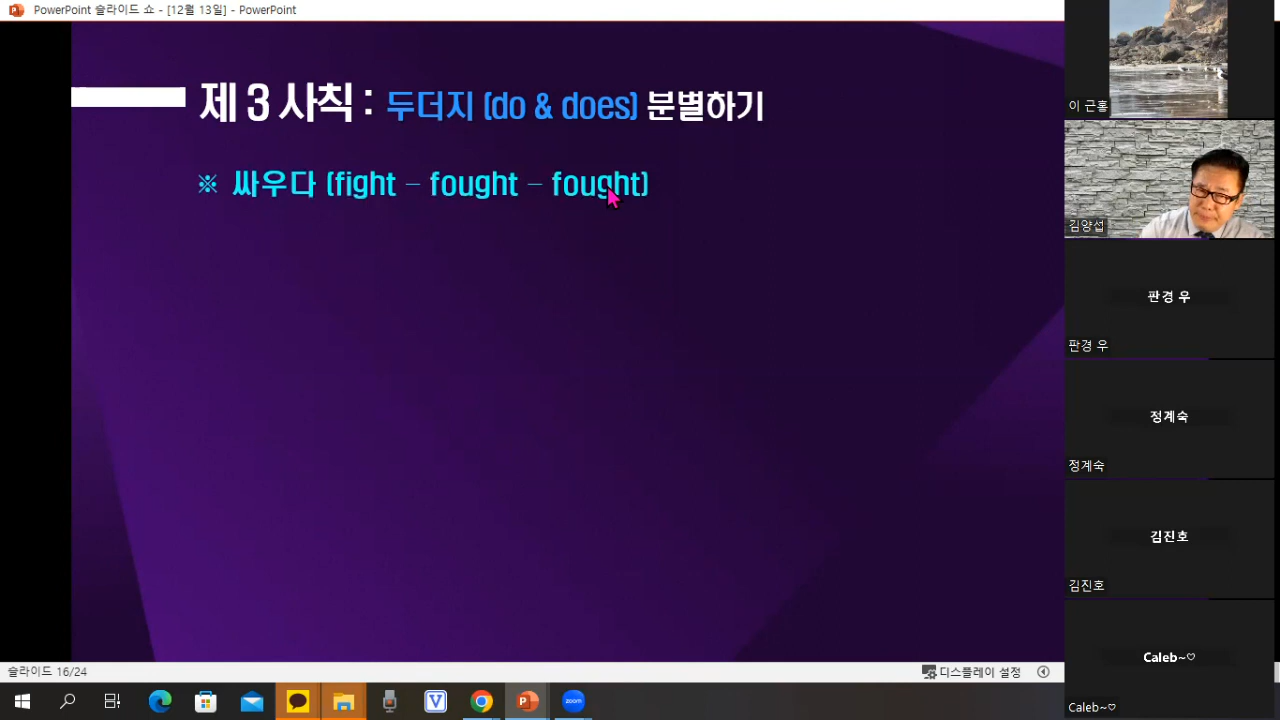 PowerPoint 슬라이드 쇼 - [12월 13일] - PowerPoint
제 3 사칙 : 두더지 (do & does) 분별하기
※ 싸우다 (fight – fought – fought)
이 근홍
김양섭
판경 우
판경 우
정계숙
정계숙
김진호
김진호
Caleb~♡
Caleb~♡
슬라이드 16/24
디스플레이 설정
zoom